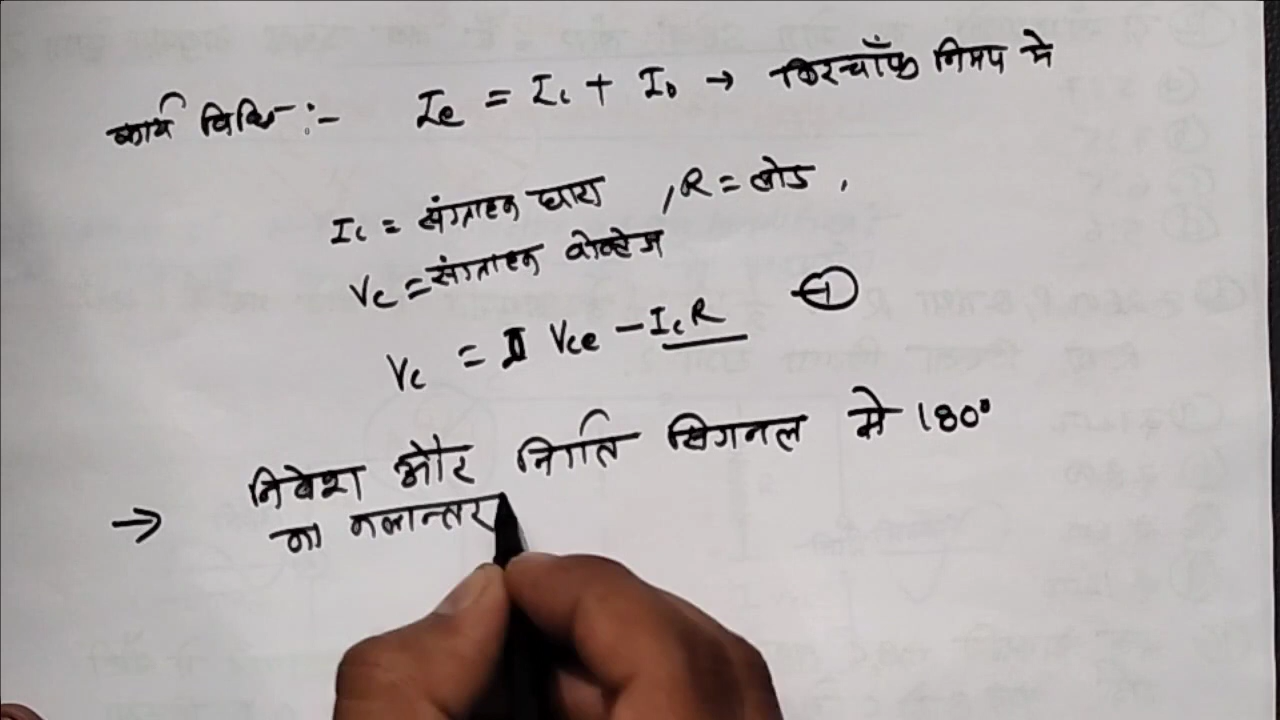 कार्य विधि :- Ie = Ic + Ib → किरचॉफ नियम से
Ic = संग्राहक धारा , R = लोड ,
Vc = संग्राहक वोल्टेज
Vc = Vce - IcR ①
→ निवेश और निर्गति सिगनल मे 180°
का कलान्तर